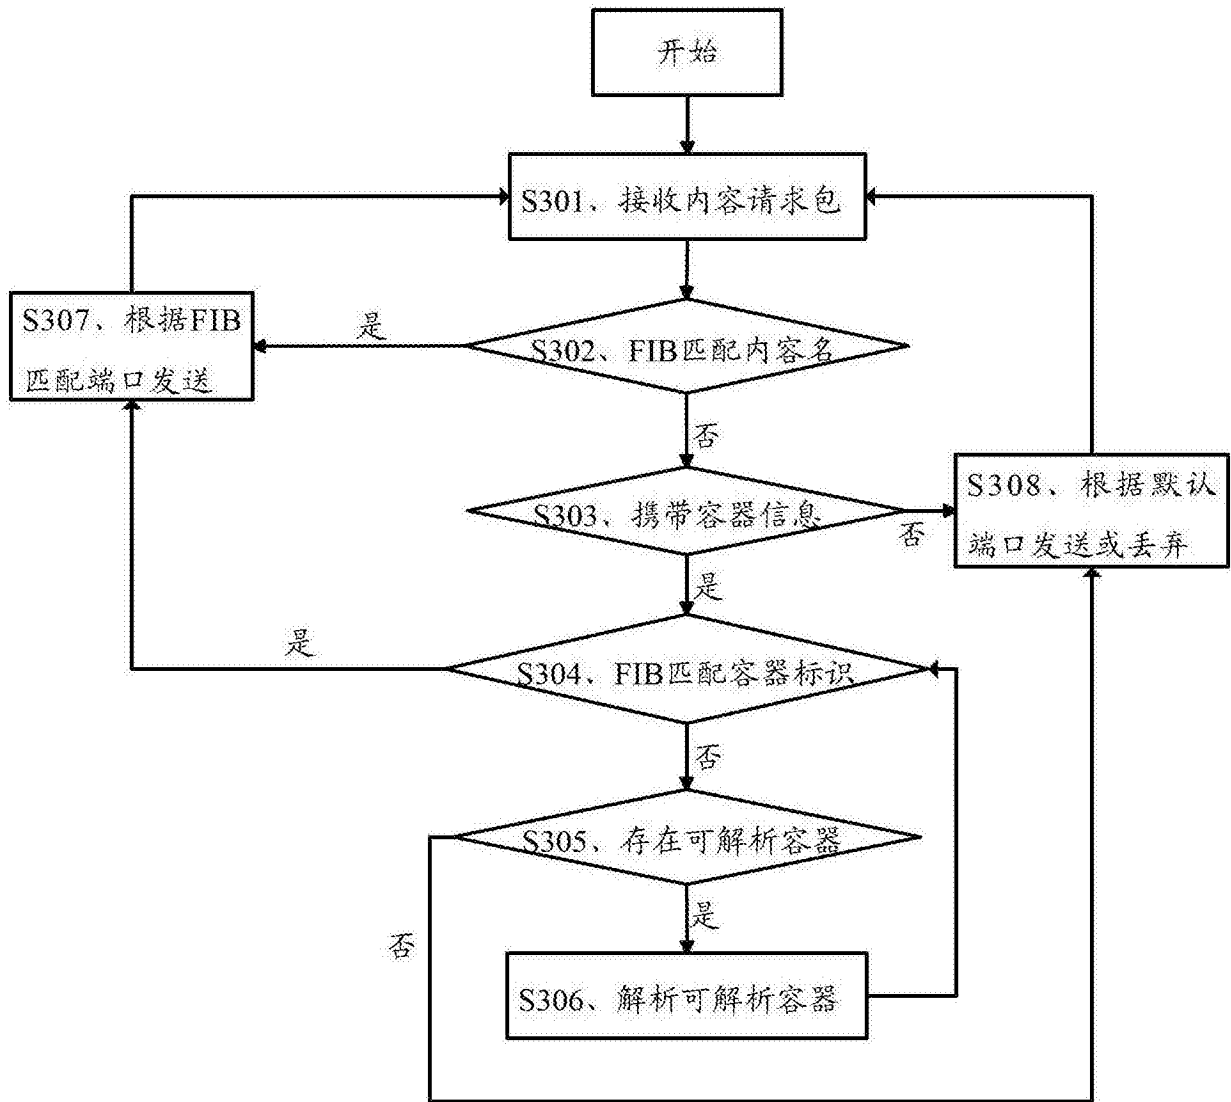 开始
S301、接收内容请求包
S307、根据FIB
匹配端口发送
是
S302、FIB匹配内容名
否
S303、携带容器信息
否
S308、根据默认
端口发送或丢弃
是
是
S304、FIB匹配容器标识
否
S305、存在可解析容器
是
否
S306、解析可解析容器